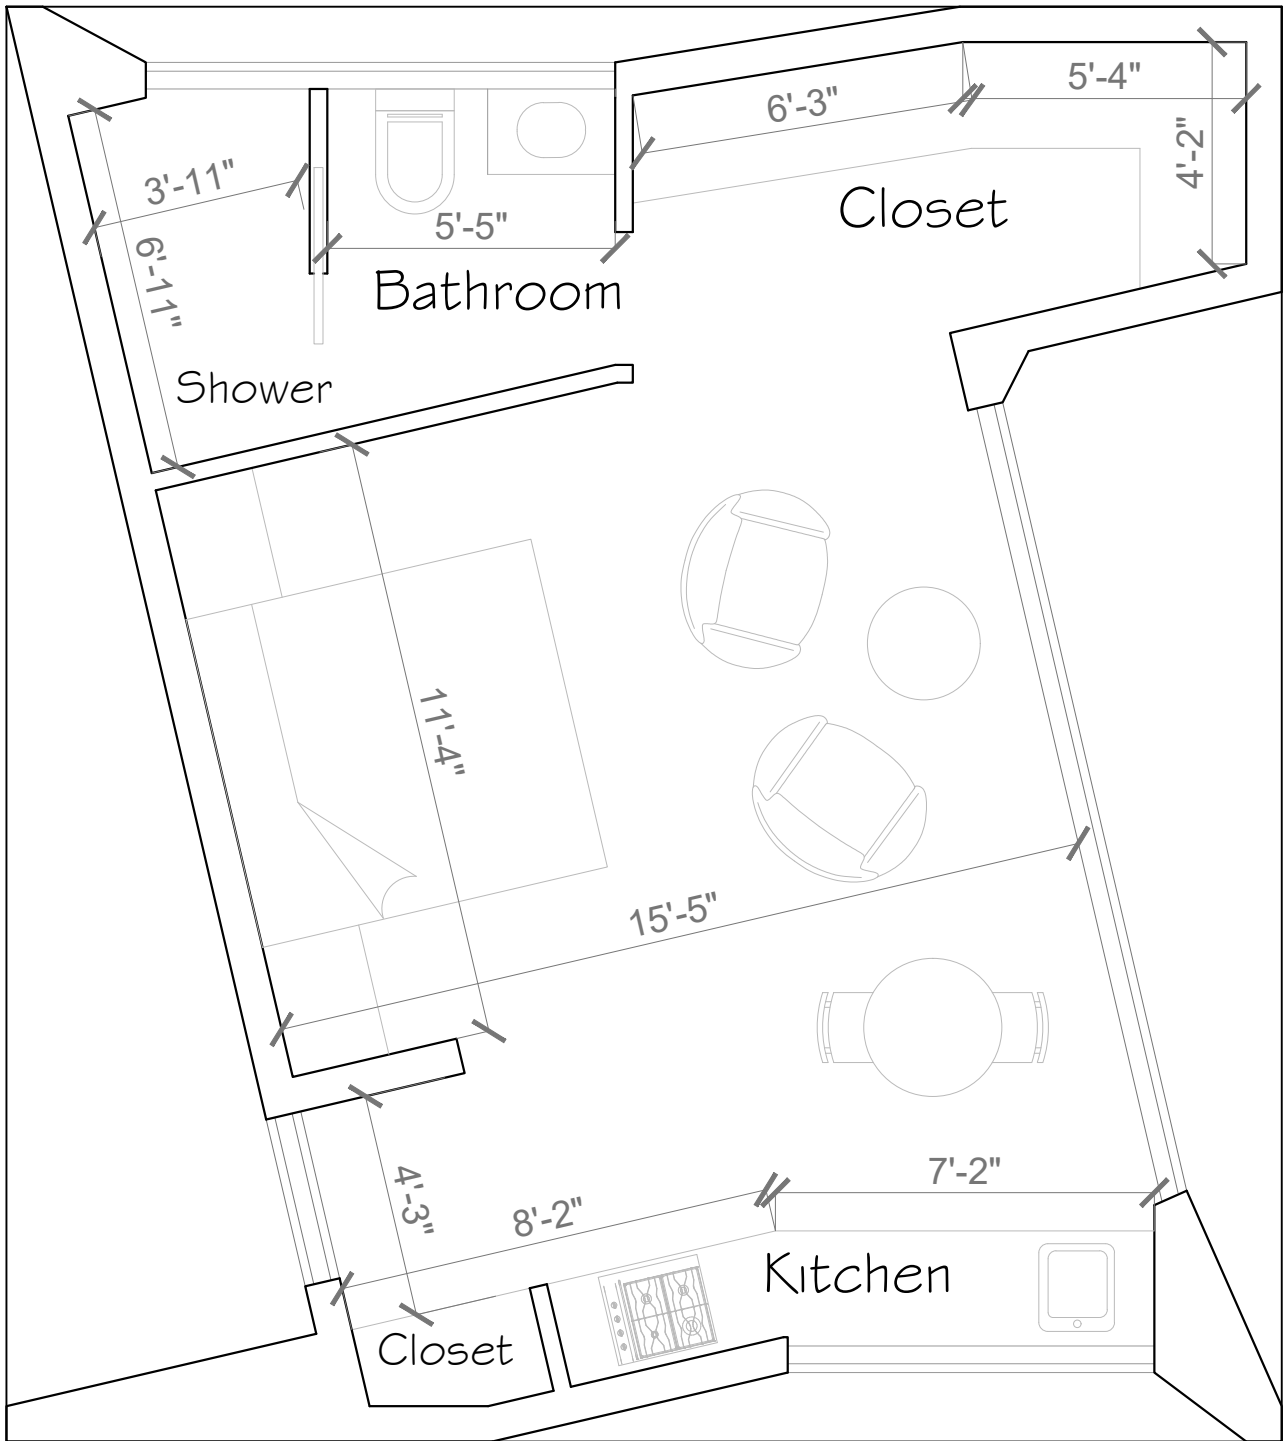 5'-4"
6'-3"
4'-2"
3'-11"
Closet
5'-5"
6'-11"
Bathroom
Shower
11'-4"
15'-5"
7'-2"
4'-3"
8'-2"
Kitchen
Closet